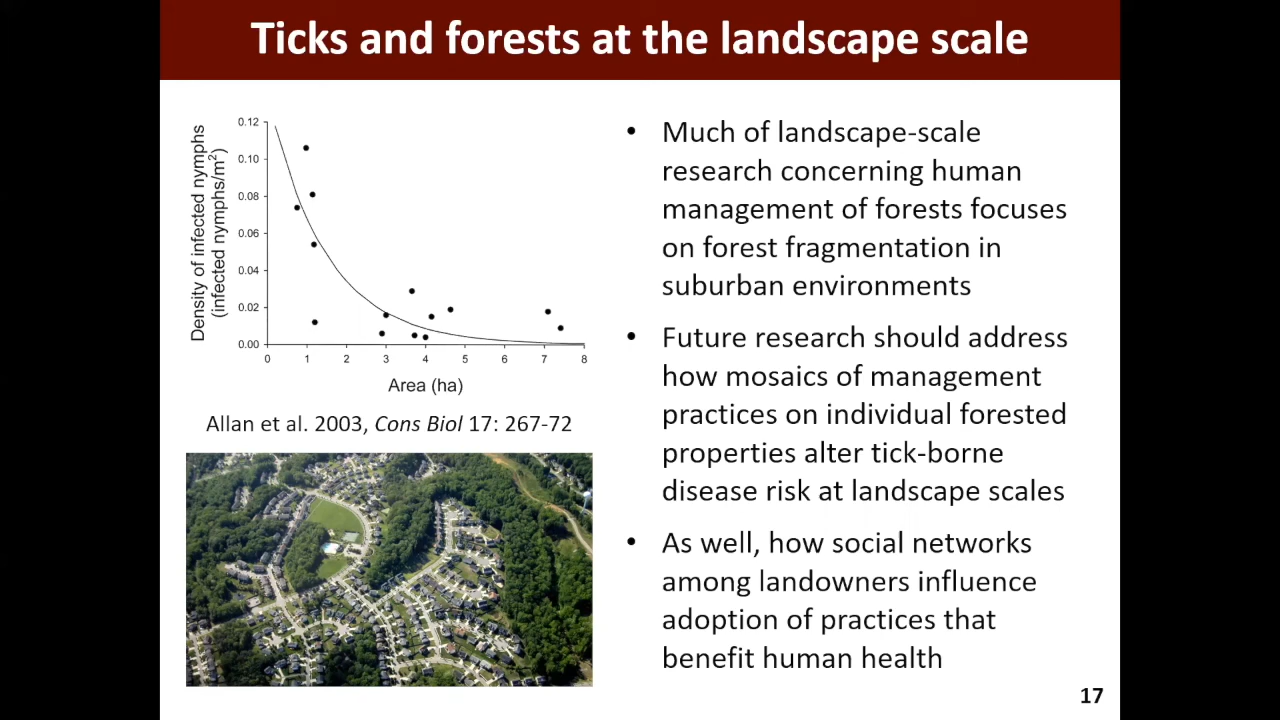 Ticks and forests at the landscape scale
Density of infected nymphs
(infected nymphs/m²)
0.12
0.10
0.08
0.06
0.04
0.02
0.00
0 1 2 3 4 5 6 7 8
Area (ha)
Allan et al. 2003, Cons Biol 17: 267-72
• Much of landscape-scale
research concerning human
management of forests focuses
on forest fragmentation in
suburban environments
• Future research should address
how mosaics of management
practices on individual forested
properties alter tick-borne
disease risk at landscape scales
• As well, how social networks
among landowners influence
adoption of practices that
benefit human health
17